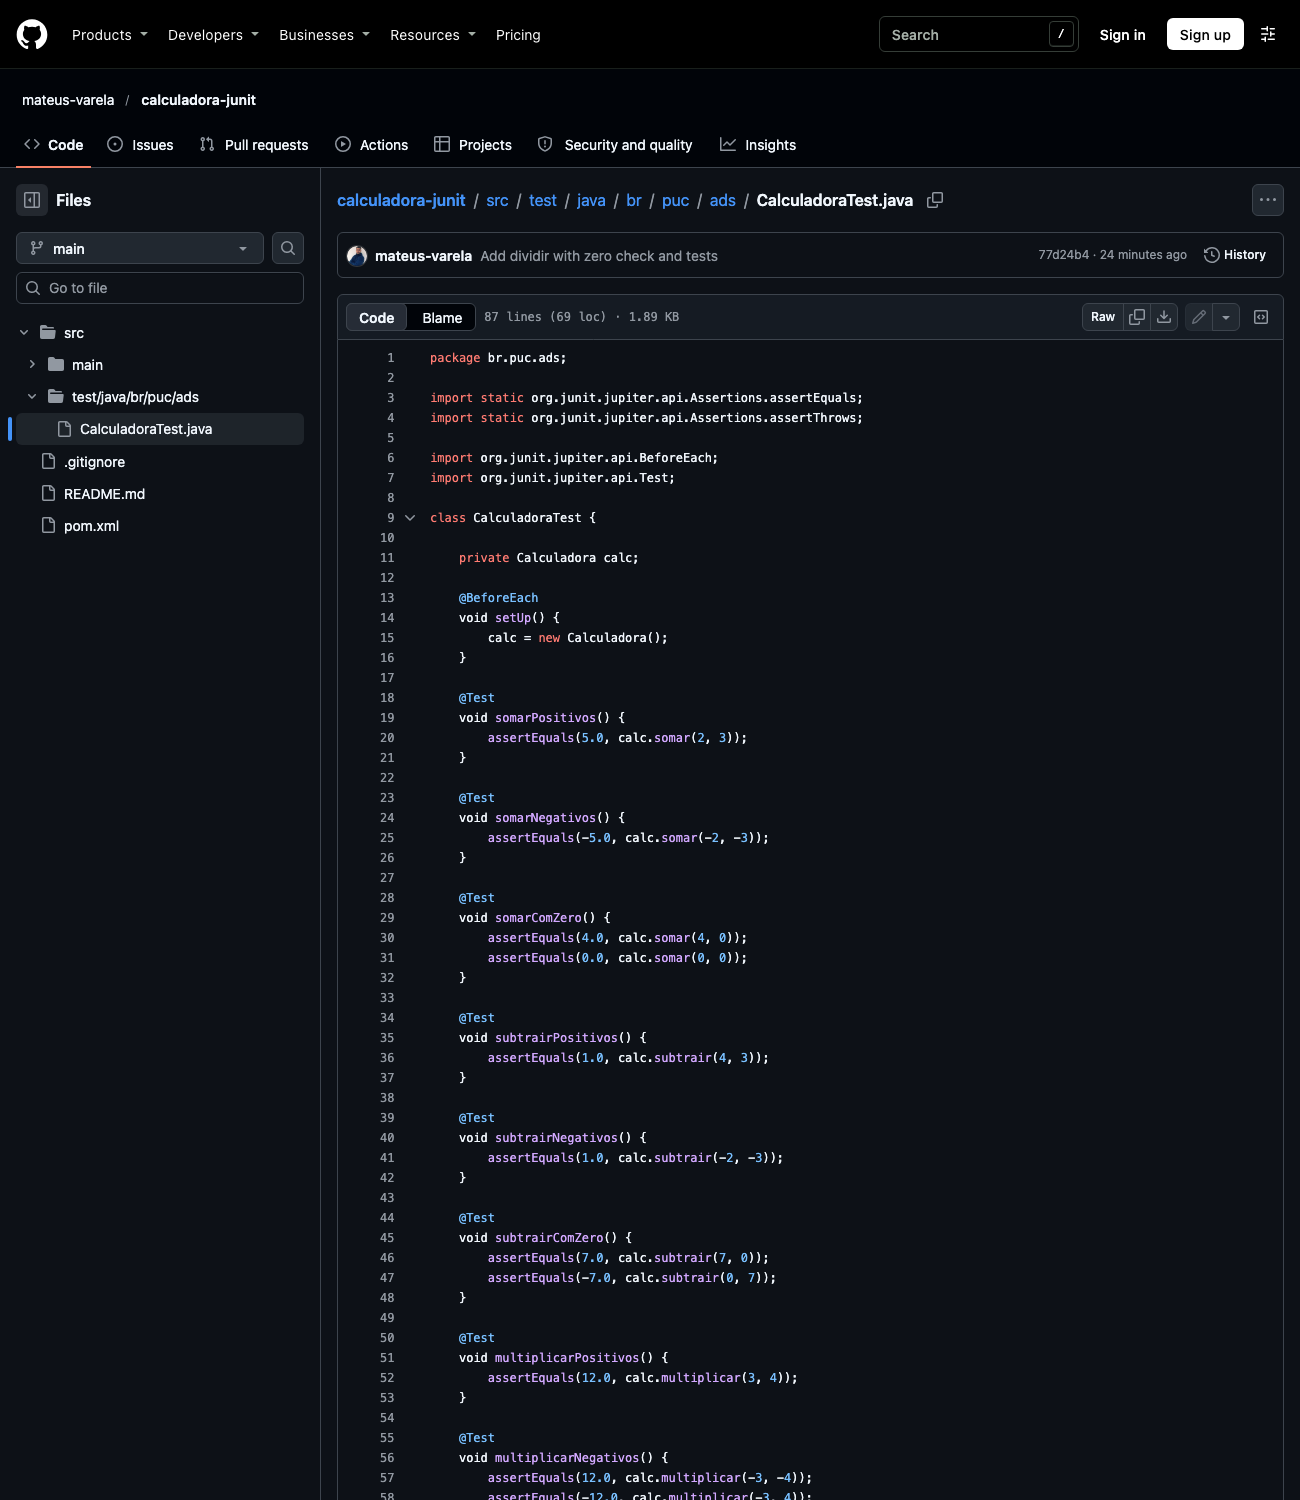 Products
Developers
Businesses
Resources
Pricing
Search
/
Sign in
Sign up
mateus-varela / calculadora-junit
Code
Issues
Pull requests
Actions
Projects
Security and quality
Insights
Files
main
Go to file
src
main
test/java/br/puc/ads
CalculadoraTest.java
.gitignore
README.md
pom.xml
calculadora-junit / src / test / java / br / puc / ads / CalculadoraTest.java
mateus-varela Add dividir with zero check and tests
77d24b4 · 24 minutes ago
History
Code
Blame
87 lines (69 loc) · 1.89 KB
Raw
1 package br.puc.ads;
2
3 import static org.junit.jupiter.api.Assertions.assertEquals;
4 import static org.junit.jupiter.api.Assertions.assertThrows;
5
6 import org.junit.jupiter.api.BeforeEach;
7 import org.junit.jupiter.api.Test;
8
9 class CalculadoraTest {
10
11     private Calculadora calc;
12
13     @BeforeEach
14     void setUp() {
15         calc = new Calculadora();
16     }
17
18     @Test
19     void somarPositivos() {
20         assertEquals(5.0, calc.somar(2, 3));
21     }
22
23     @Test
24     void somarNegativos() {
25         assertEquals(-5.0, calc.somar(-2, -3));
26     }
27
28     @Test
29     void somarComZero() {
30         assertEquals(4.0, calc.somar(4, 0));
31         assertEquals(0.0, calc.somar(0, 0));
32     }
33
34     @Test
35     void subtrairPositivos() {
36         assertEquals(1.0, calc.subtrair(4, 3));
37     }
38
39     @Test
40     void subtrairNegativos() {
41         assertEquals(1.0, calc.subtrair(-2, -3));
42     }
43
44     @Test
45     void subtrairComZero() {
46         assertEquals(7.0, calc.subtrair(7, 0));
47         assertEquals(-7.0, calc.subtrair(0, 7));
48     }
49
50     @Test
51     void multiplicarPositivos() {
52         assertEquals(12.0, calc.multiplicar(3, 4));
53     }
54
55     @Test
56     void multiplicarNegativos() {
57         assertEquals(12.0, calc.multiplicar(-3, -4));
58         assertEquals(-12.0, calc.multiplicar(-3, 4));